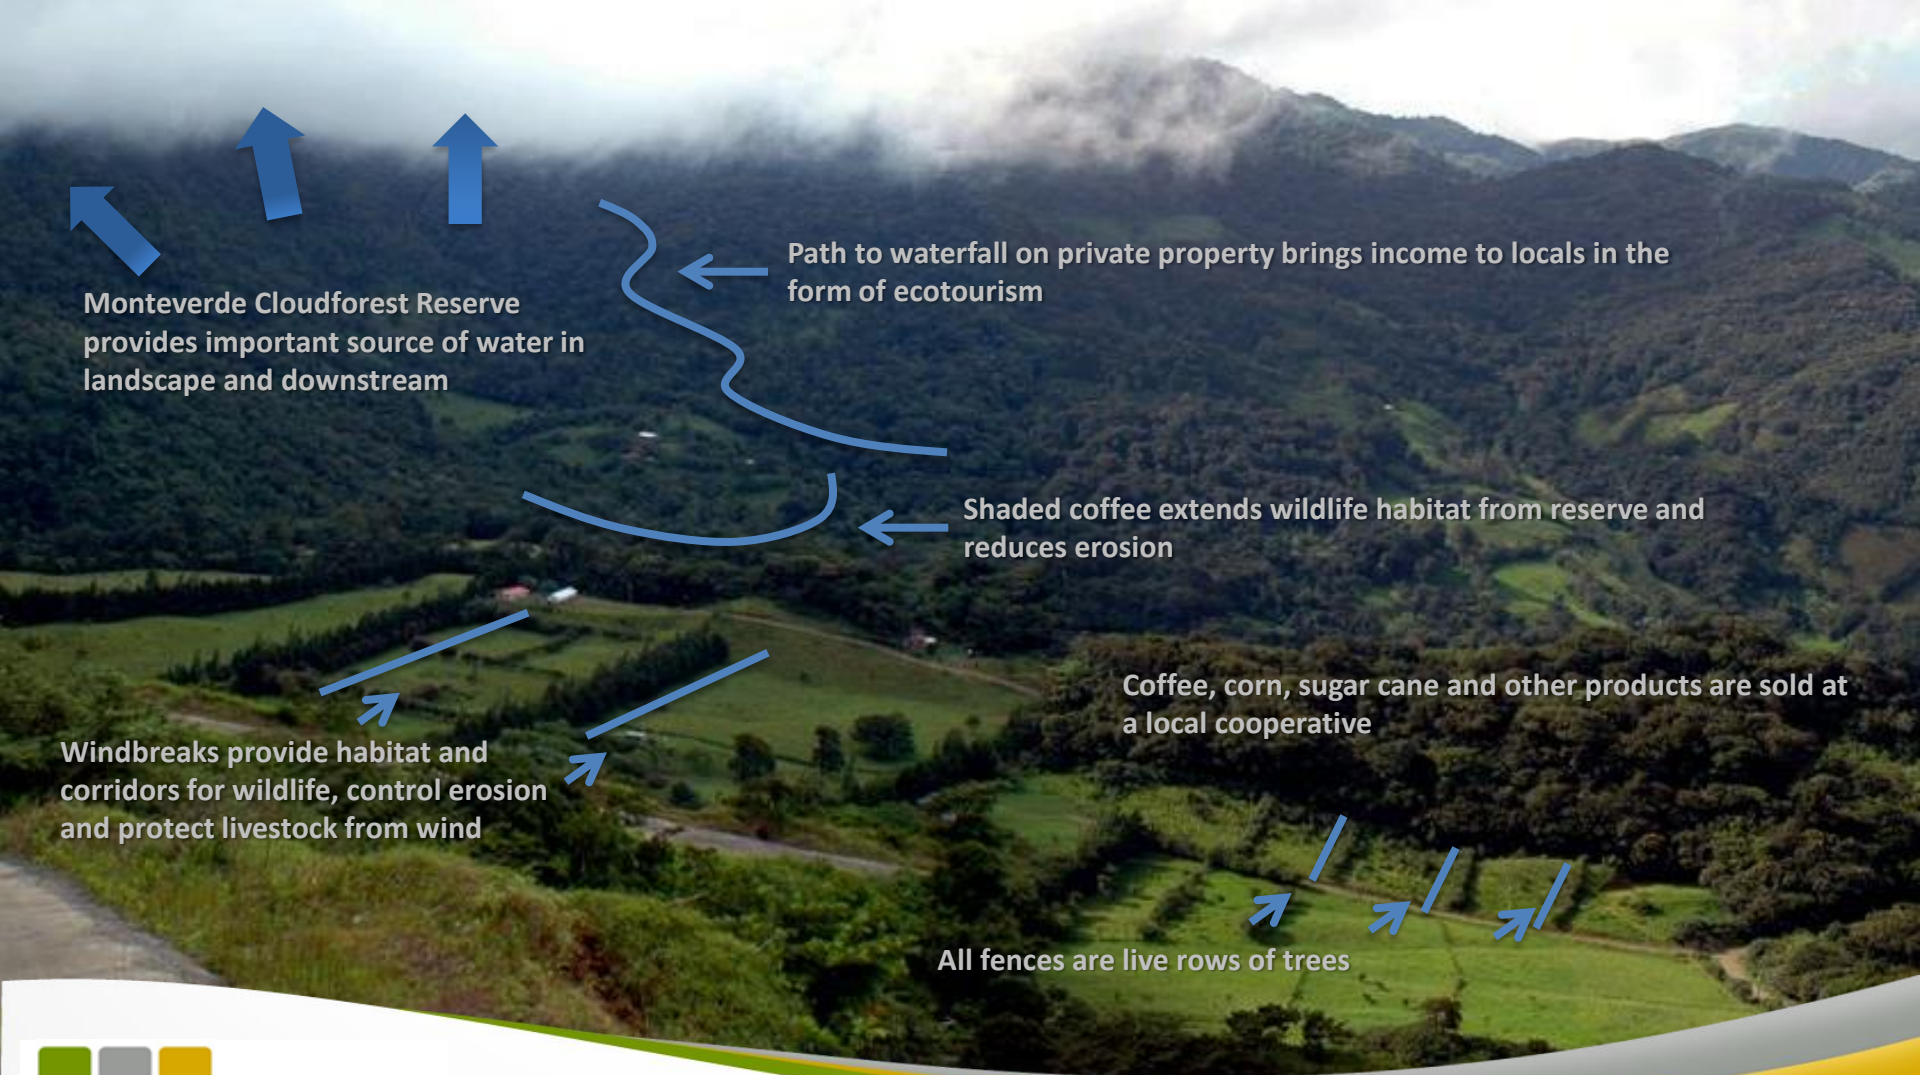 Path to waterfall on private property brings income to locals in the
form of ecotourism
Monteverde Cloudforest Reserve
provides important source of water in
landscape and downstream
Shaded coffee extends wildlife habitat from reserve and
reduces erosion
Coffee, corn, sugar cane and other products are sold at
a local cooperative
Windbreaks provide habitat and
corridors for wildlife, control erosion
and protect livestock from wind
All fences are live rows of trees